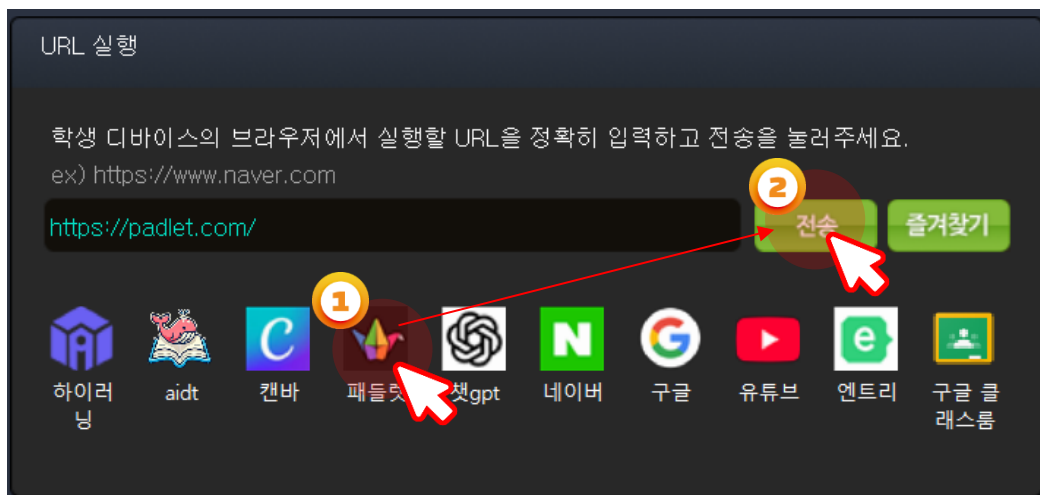 URL 실행
학생 디바이스의 브라우저에서 실행할 URL을 정확히 입력하고 전송을 눌러주세요.
ex) https://www.naver.com
2
https://padlet.com/
전송
즐겨찾기
1
C
N
e
하이러
닝
aidt
캔바
패들렛
챗gpt
네이버
구글
유튜브
엔트리
구글 클
래스룸